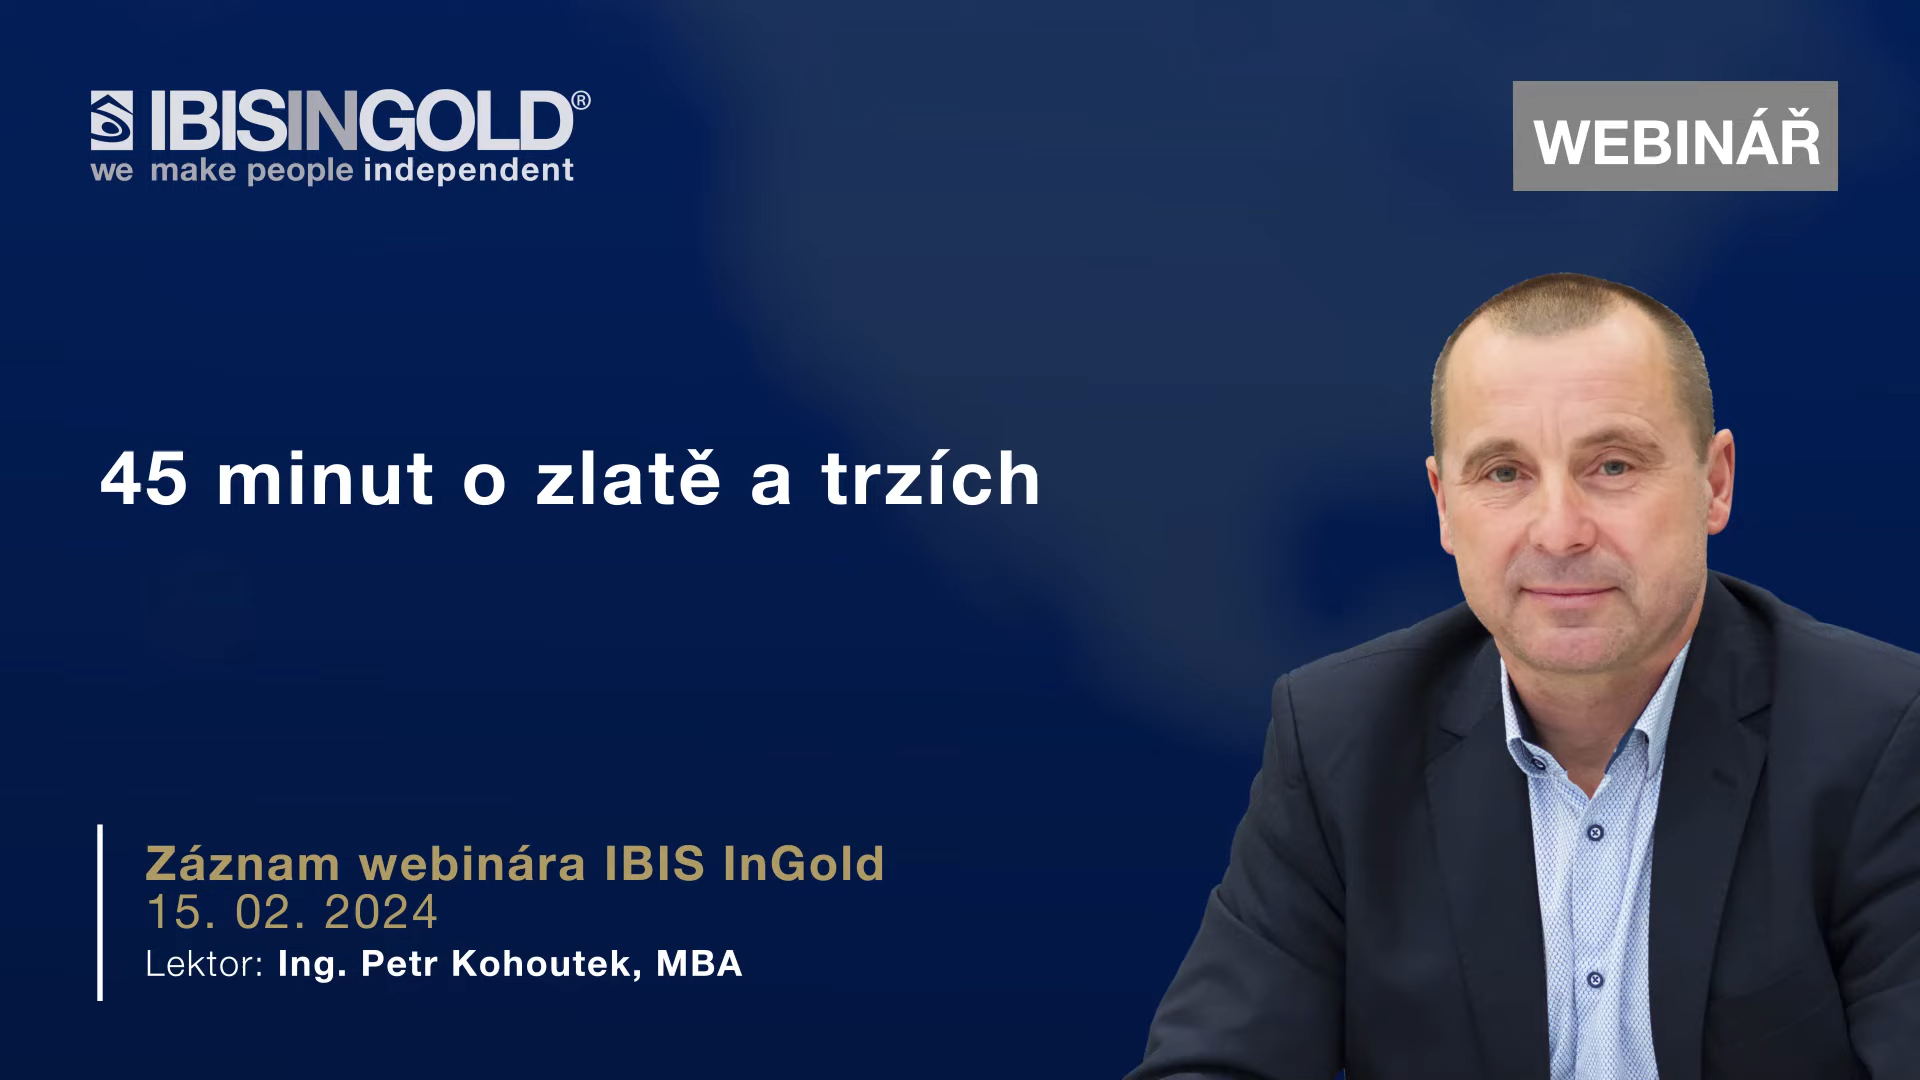 IBISINGOLD®
we make people independent
WEBINÁŘ
45 minut o zlatě a trzích
Záznam webinára IBIS InGold
15. 02. 2024
Lektor: Ing. Petr Kohoutek, MBA